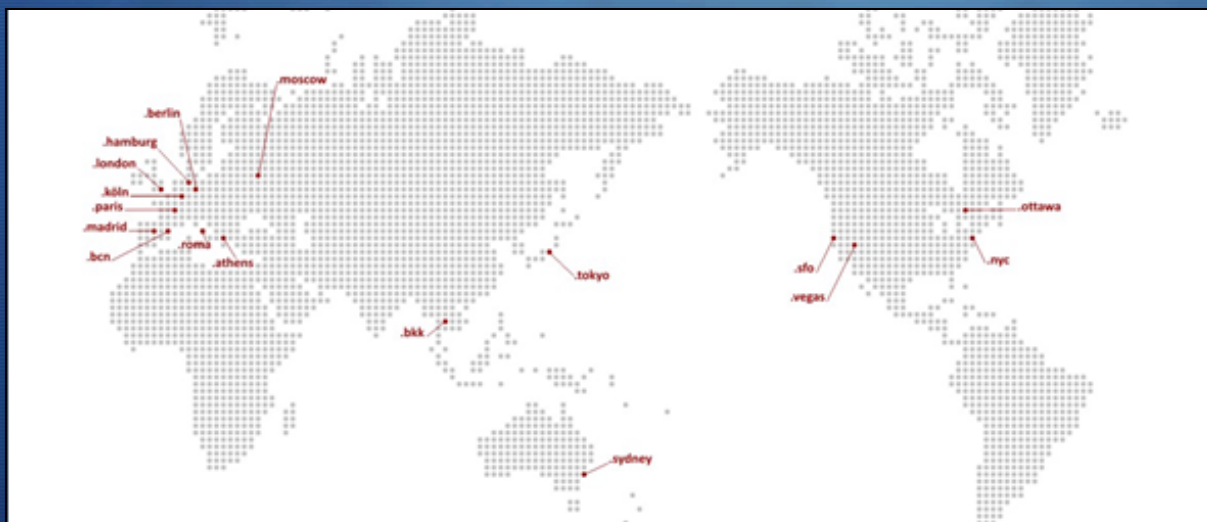 .moscow
.berlin
.hamburg
.london
.köln
.paris
.ottawa
.madrid
.roma
.bcn
.athens
.nyc
.sfo
.tokyo
.vegas
.bkk
.sydney